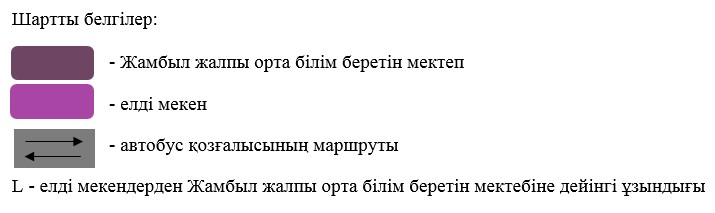 Шартты белгілер:
- Жамбыл жалпы орта білім беретін мектеп
- елді мекен
- автобус қозғалысының маршруты
L - елді мекендерден Жамбыл жалпы орта білім беретін мектебіне дейінгі ұзындығы